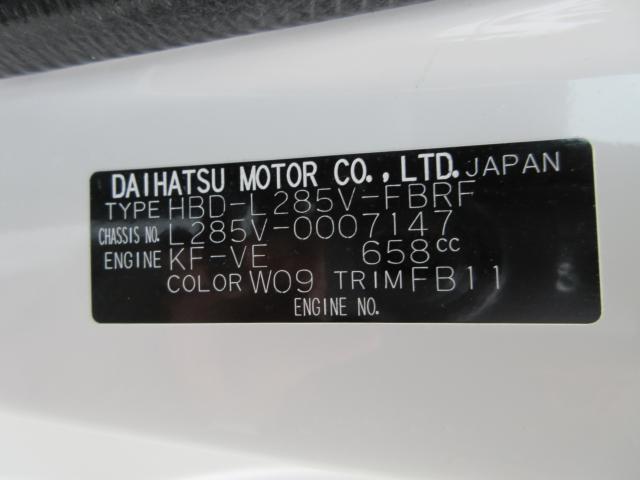 DAIHATSU MOTOR CO.,LTD. JAPAN
TYPE HBD-L285V-FBRF
CHASSIS NO. L285V-0007147
ENGINE KF-VE 658cc
COLOR W09 TRIM FB11
ENGINE NO.